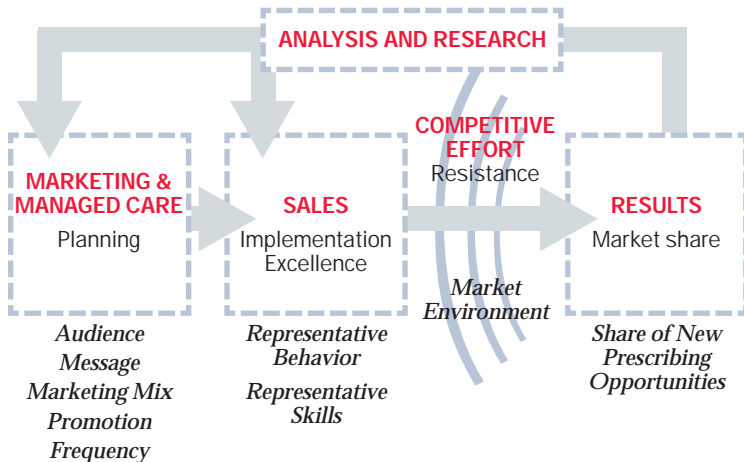 ANALYSIS AND RESEARCH
COMPETITIVE
EFFORT
Resistance
MARKETING &
MANAGED CARE
Planning
SALES
Implementation
Excellence
RESULTS
Market share
Market
Environment
Audience
Message
Marketing Mix
Promotion
Frequency
Representative
Behavior
Representative
Skills
Share of New
Prescribing
Opportunities